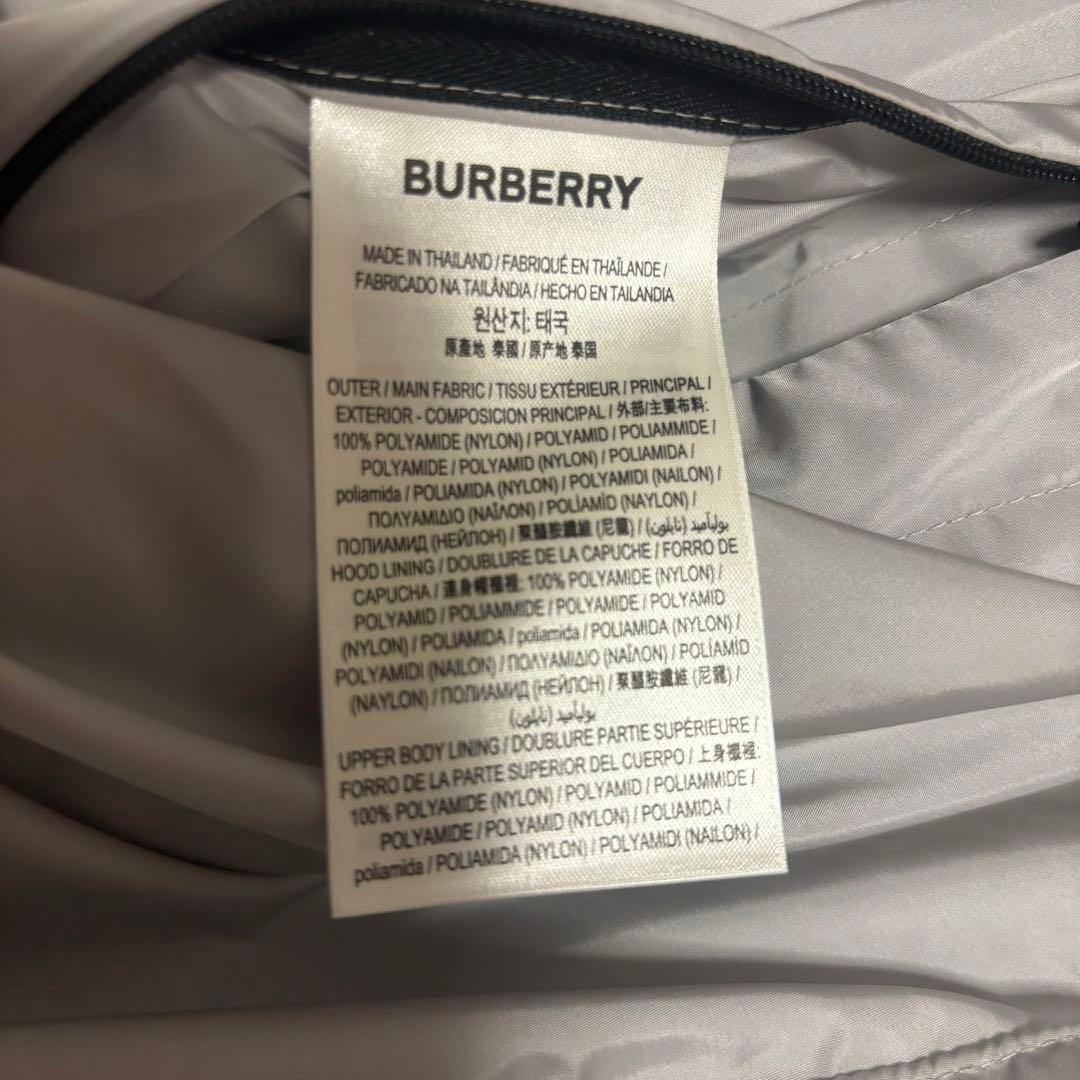 BURBERRY
MADE IN THAILAND / FABRIQUÉ EN THAÏLANDE /
FABRICADO NA TAILÂNDIA / HECHO EN TAILANDIA
원산지: 태국
原產地 泰國 / 原产地 泰国
OUTER / MAIN FABRIC / TISSU EXTÉRIEUR / PRINCIPAL /
EXTERIOR - COMPOSICION PRINCIPAL / 外部/主要布料:
100% POLYAMIDE (NYLON) / POLYAMID / POLIAMMIDE /
POLYAMIDE / POLYAMID (NYLON) / POLIAMIDA /
poliamida / POLIAMIDA (NYLON) / POLYAMIDI (NAILON) /
ΠΟΛΥΑΜΙΔΙΟ (ΝΑΪΛΟΝ) / POLİAMİD (NAYLON) /
ПОЛИАМИД (НЕЙЛОН) / 聚醯胺纖維 (尼龍) / بوليأميد (نايلون)
HOOD LINING / DOUBLURE DE LA CAPUCHE / FORRO DE
CAPUCHA / 連身帽襯裡: 100% POLYAMIDE (NYLON) /
POLYAMID / POLIAMMIDE / POLYAMIDE / POLYAMID
(NYLON) / POLIAMIDA / poliamida / POLIAMIDA (NYLON) /
POLYAMIDI (NAILON) / ΠΟΛΥΑΜΙΔΙΟ (ΝΑΪΛΟΝ) / POLİAMİD
(NAYLON) / ПОЛИАМИД (НЕЙЛОН) / 聚醯胺纖維 (尼龍) /
بوليأميد (نايلون)
UPPER BODY LINING / DOUBLURE PARTIE SUPÉRIEURE /
FORRO DE LA PARTE SUPERIOR DEL CUERPO / 上身襯裡:
100% POLYAMIDE (NYLON) / POLYAMID / POLIAMMIDE /
POLYAMIDE / POLYAMID (NYLON) / POLIAMIDA /
poliamida / POLIAMIDA (NYLON) / POLYAMIDI (NAILON) /